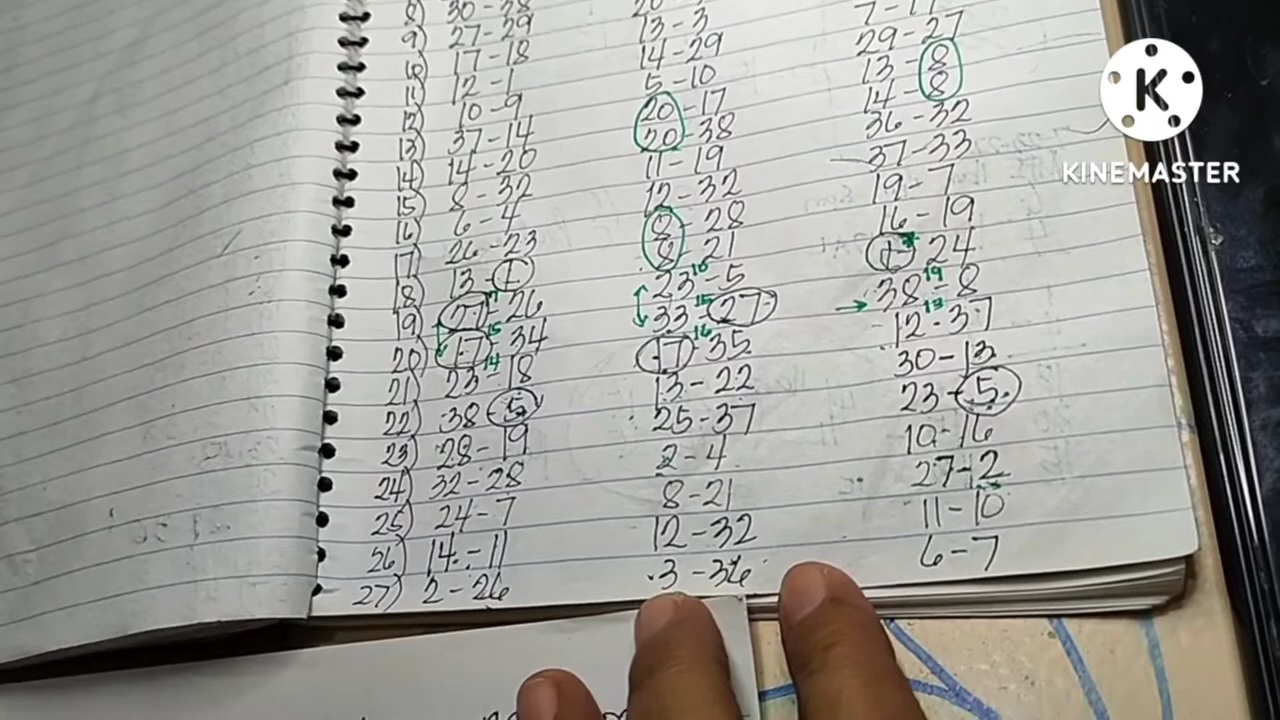 8) 30-38 20-
9) 27-29 13-3 7-17
10) 17-18 14-29 29-27
11) 12-1 5-10 13-8
12) 10-9 20-17 14-8
13) 37-14 20-38 36-32
14) 14-20 11-19 37-33
15) 8-32 12-32 19-7
16) 6-4 8-28 16-19
17) 26-23 8-21 24
18) 13-1 23-5 38-8
19) 26 33-27 12-37
20) 17-34 17-35 30-13
21) 23-18 13-22 23-5
22) 38-5 25-37 10-16
23) 28-19 2-4 27-12
24) 32-28 8-21 11-10
25) 24-7 12-32 6-7
26) 14-11 3-36
27) 2-26
K
KINEMASTER